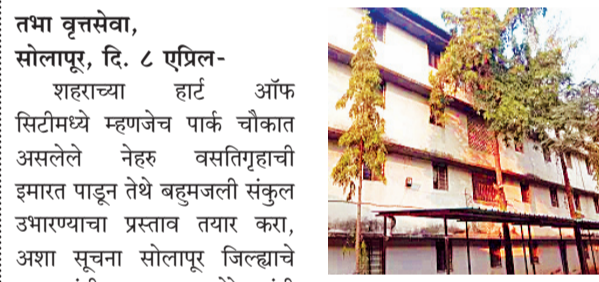 तभा वृत्तसेवा,
सोलापूर, दि. ८ एप्रिल-
शहराच्या हार्ट ऑफ
सिटीमध्ये म्हणजेच पार्क चौकात
असलेले नेहरु वसतिगृहाची
इमारत पाडून तेथे बहुमजली संकुल
उभारण्याचा प्रस्ताव तयार करा,
अशा सूचना सोलापूर जिल्ह्याचे